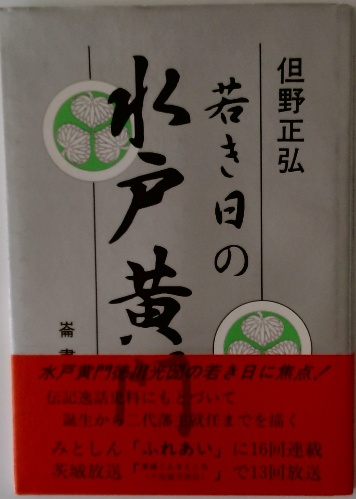 但野正弘
若き日の
水戸黄門
崙書
水戸黄門徳川光圀の若き日に焦点！
伝記逸話史料にもとづいて
誕生から二代藩主就任までを描く
みとしん「ふれあい」に16回連載
茨城放送「」で13回放送